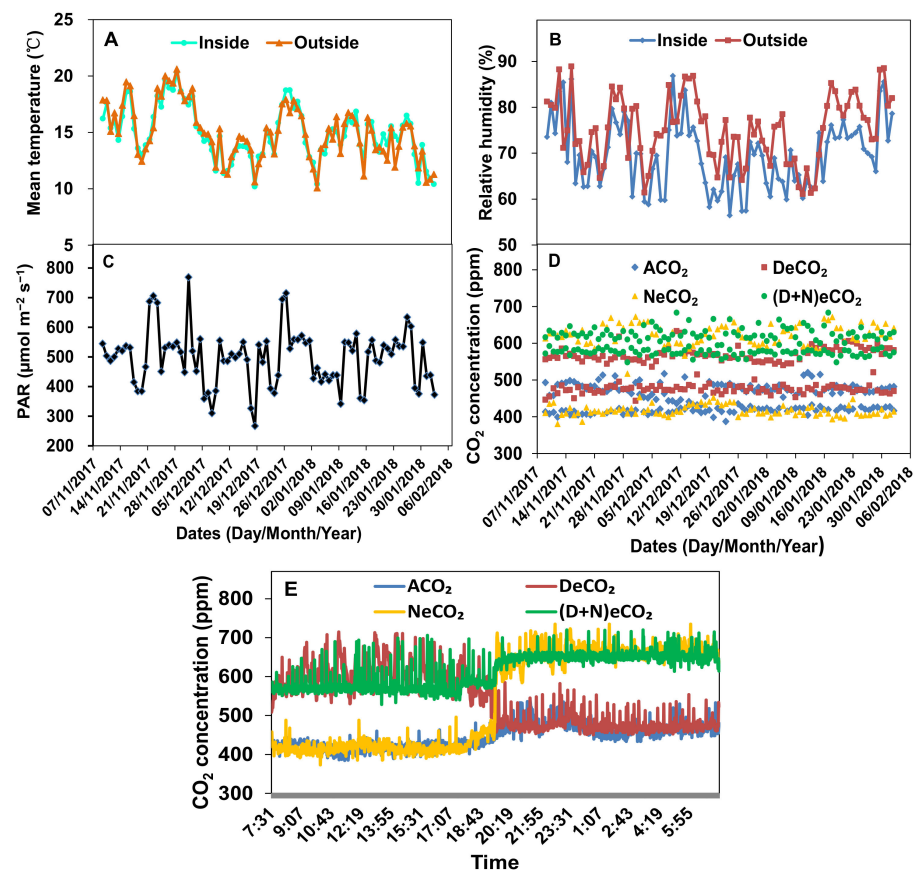 A
Inside
Outside
Mean temperature (℃)
25
20
15
10
5
B
Inside
Outside
Relative humidity (%)
100
90
80
70
60
50
C
PAR (μmol m⁻² s⁻¹)
800
700
600
500
400
300
200
07/11/2017
14/11/2017
21/11/2017
28/11/2017
05/12/2017
12/12/2017
19/12/2017
26/12/2017
02/01/2018
09/01/2018
16/01/2018
23/01/2018
30/01/2018
06/02/2018
Dates (Day/Month/Year)
D
ACO₂
DeCO₂
NeCO₂
(D+N)eCO₂
CO₂ concentration (ppm)
800
700
600
500
400
300
07/11/2017
14/11/2017
21/11/2017
28/11/2017
05/12/2017
12/12/2017
19/12/2017
26/12/2017
02/01/2018
09/01/2018
16/01/2018
23/01/2018
30/01/2018
06/02/2018
Dates (Day/Month/Year)
E
ACO₂
DeCO₂
NeCO₂
(D+N)eCO₂
CO₂ concentration (ppm)
800
700
600
500
400
300
7:31
9:07
10:43
12:19
13:55
15:31
17:07
18:43
20:19
21:55
23:31
1:07
2:43
4:19
5:55
Time